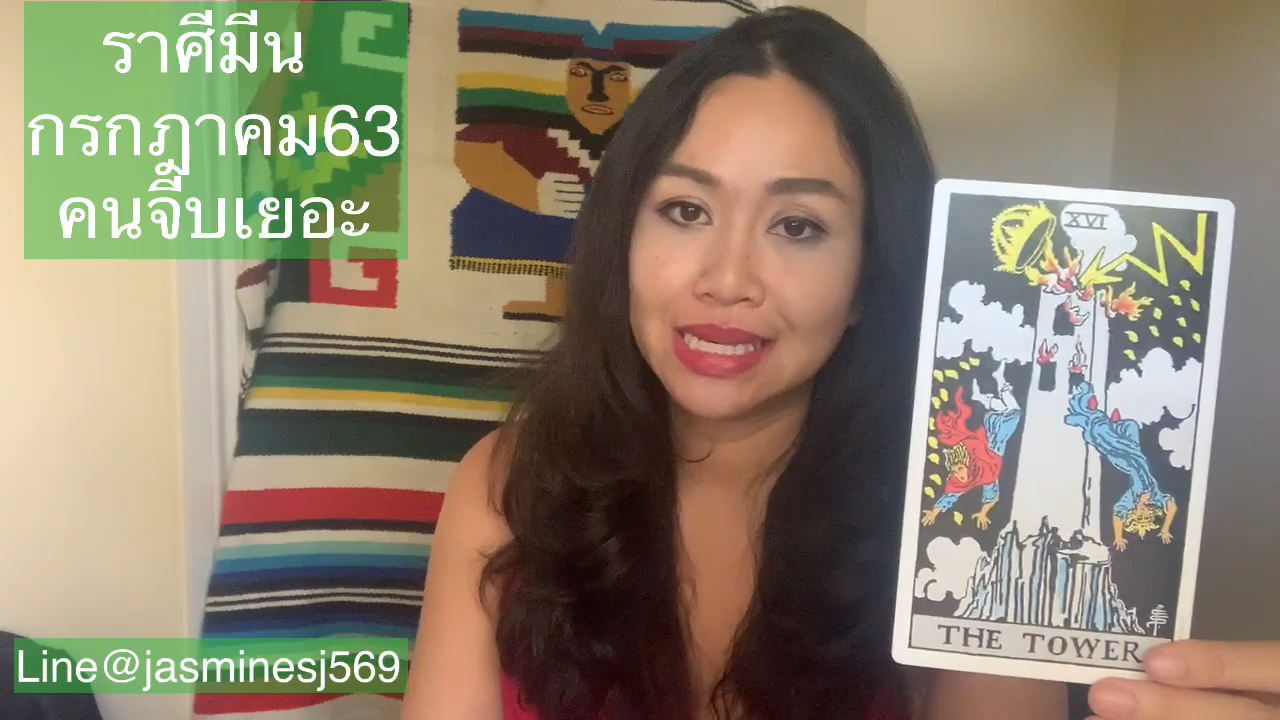 ราศีมีน
กรกฎาคม63
คนจีบเยอะ
XVI
THE TOWER
Line@jasminesj569